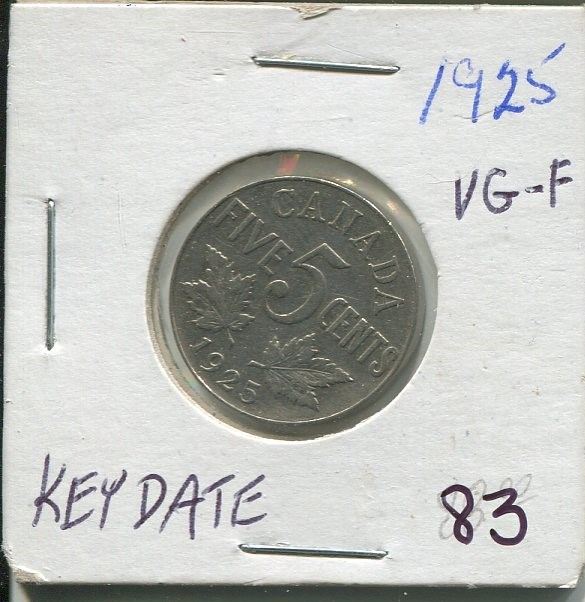 1925
VG-F
CANADA
FIVE 5 CENTS
1925
KEY DATE
83